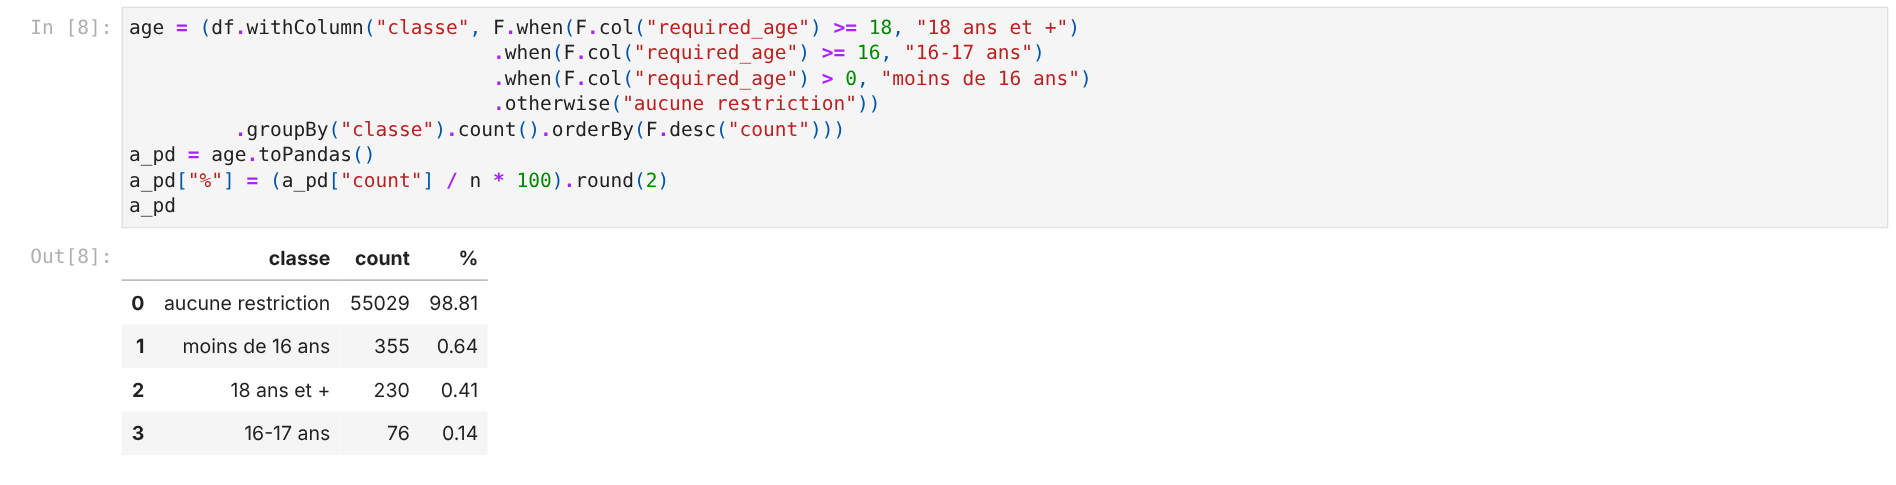 In [8]: age = (df.withColumn("classe", F.when(F.col("required_age") >= 18, "18 ans et +")
.when(F.col("required_age") >= 16, "16-17 ans")
.when(F.col("required_age") > 0, "moins de 16 ans")
.otherwise("aucune restriction"))
.groupBy("classe").count().orderBy(F.desc("count")))
a_pd = age.toPandas()
a_pd["%"] = (a_pd["count"] / n * 100).round(2)
a_pd
Out[8]:
classe count %
0 aucune restriction 55029 98.81
1 moins de 16 ans 355 0.64
2 18 ans et + 230 0.41
3 16-17 ans 76 0.14